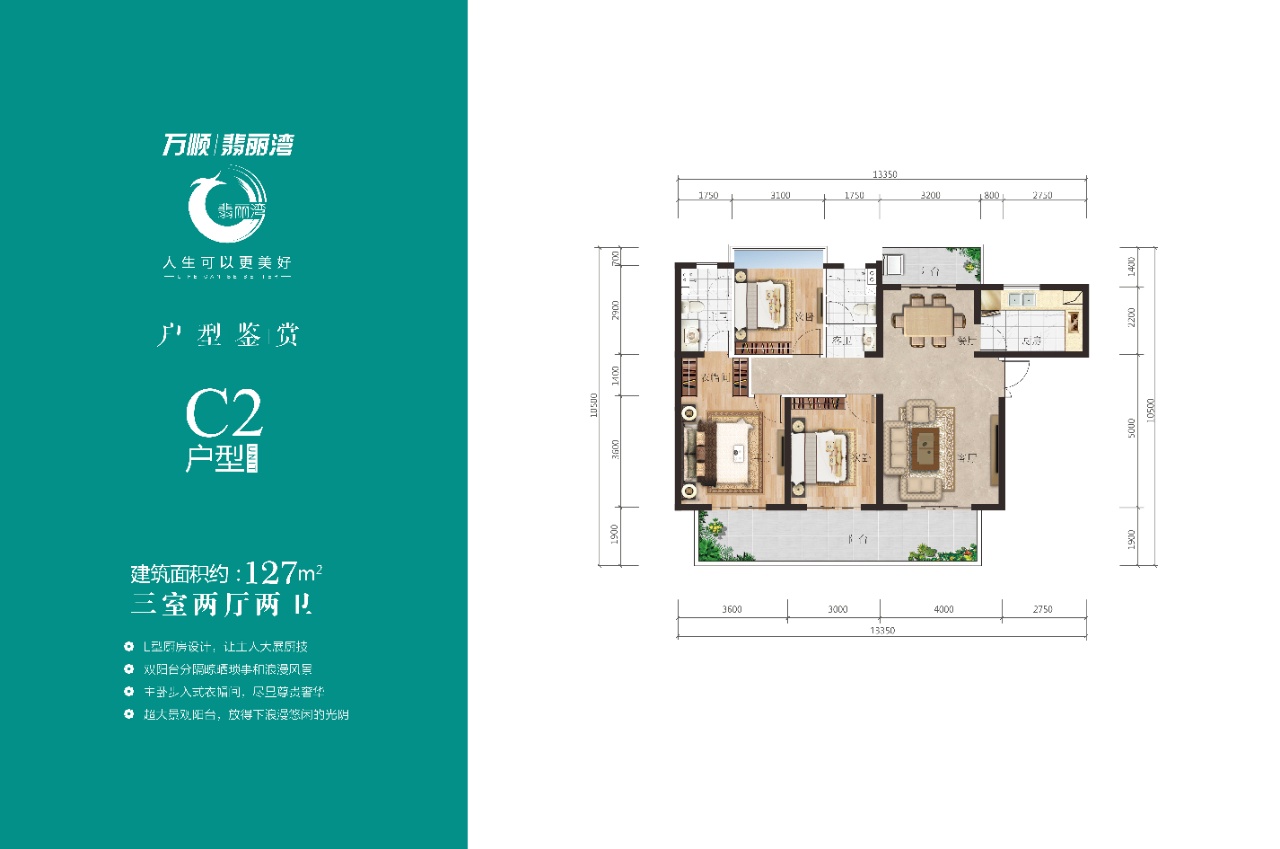 万顺 翡丽湾
翡丽湾
人生可以更美好
LIFE CAN BE BETTER
户型鉴赏
C2
户型 UNIT
建筑面积约:127m²
三室两厅两卫
L型厨房设计，让主人大展厨技
双阳台分隔晾晒琐事和浪漫风景
主卧步入式衣帽间，尽显尊贵奢华
超大景观阳台，放得下浪漫悠闲的光阴
13350
1750 3100 1750 3200 800 2750
700
2900
1400
3600
1900
10500
1400
2200
5000
1900
10500
阳台
次卧
客卫
餐厅
厨房
衣帽间
次卧
客厅
阳台
3600 3000 4000 2750
13350